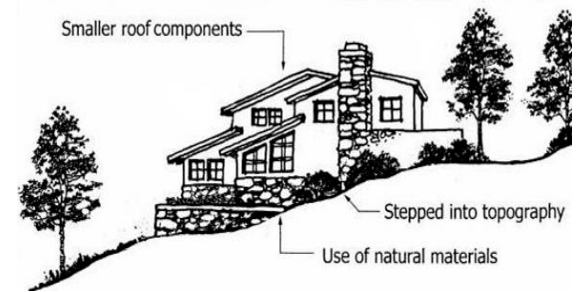 Smaller roof components
Stepped into topography
Use of natural materials